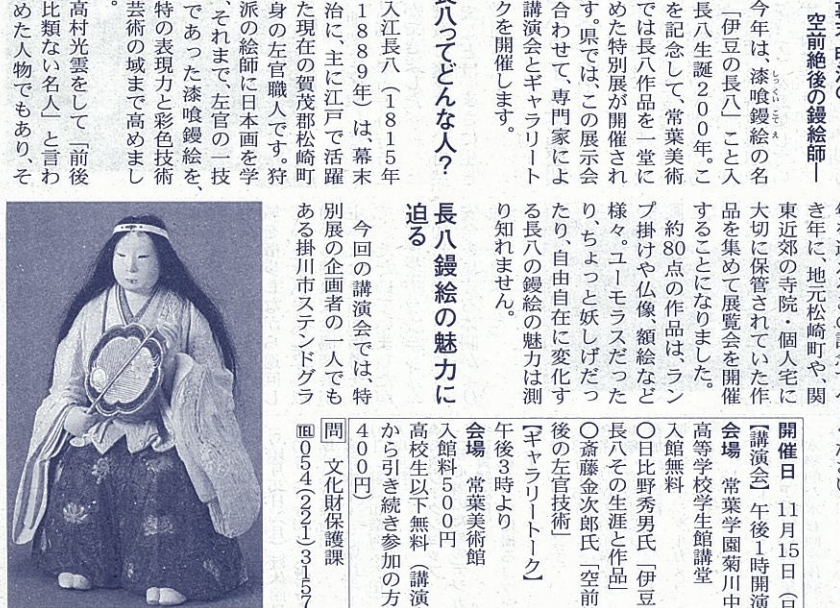 空前絶後の鏝絵師―
今年は、漆喰鏝絵の名
しっくいこてえ
「伊豆の長八」こと入
長八生誕200年。こ
を記念して、常葉美術
では長八作品を一堂に
めた特別展が開催され
す。県では、この展示会
合わせて、専門家によ
講演会とギャラリート
クを開催します。
長八ってどんな人?
入江長八(1815年
1889年)は、幕末
治に、主に江戸で活躍
た現在の賀茂郡松崎町
身の左官職人です。狩
派の絵師に日本画を学
、それまで、左官の一技
であった漆喰鏝絵を、
特の表現力と彩色技術
芸術の域まで高めまし
。
高村光雲をして「前後
比類ない名人」と言わ
めた人物でもあり、そ
き年に、地元松崎町や、関
東近郊の寺院・個人宅に
大切に保管されていた作
品を集めて展覧会を開催
することになりました。
約80点の作品は、ラン
プ掛けや仏像、額絵など
様々。ユーモラスだった
り、ちょっと妖しげだっ
たり、自由自在に変化す
る長八の鏝絵の魅力は測
り知れません。
長八鏝絵の魅力に
迫る
今回の講演会では、特
別展の企画者の一人でも
ある掛川市ステンドグラ
開催日 11月15日(日
【講演会】午後1時開演
会場 常葉学園菊川中
高等学校学生館講堂
入館無料
〇日比野秀男氏「伊豆
長八その生涯と作品」
〇斎藤金次郎氏「空前
後の左官技術」
【ギャラリートーク】
午後3時より
会場 常葉美術館
入館料500円
高校生以下無料(講演
から引き続き参加の方
400円)
問 文化財保護課
℡054(221)3157